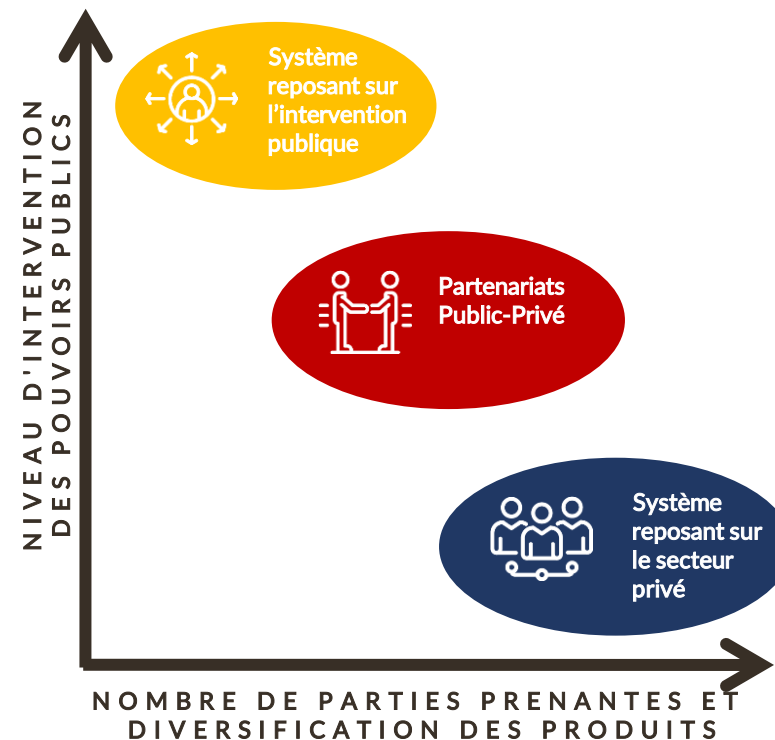 NIVEAU D'INTERVENTION
DES POUVOIRS PUBLICS
Système
reposant sur
l'intervention
publique
Partenariats
Public-Privé
Système
reposant sur
le secteur
privé
NOMBRE DE PARTIES PRENANTES ET
DIVERSIFICATION DES PRODUITS